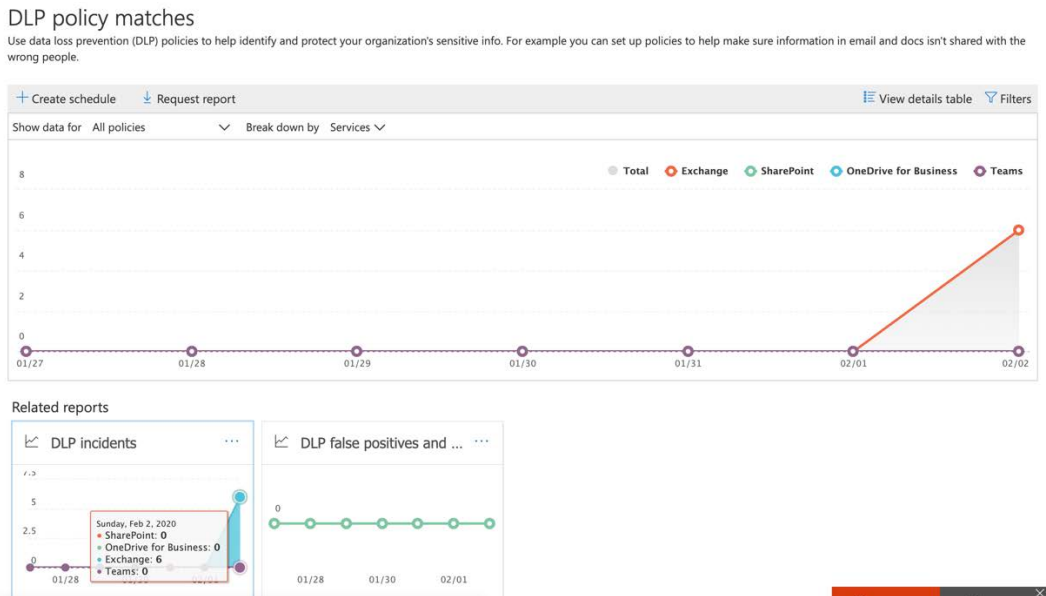 DLP policy matches
Use data loss prevention (DLP) policies to help identify and protect your organization's sensitive info. For example you can set up policies to help make sure information in email and docs isn't shared with the
wrong people.
Create schedule Request report View details table Filters
Show data for All policies Break down by Services
Total Exchange SharePoint OneDrive for Business Teams
8
6
4
2
0
01/27 01/28 01/29 01/30 01/31 02/01 02/02
Related reports
DLP incidents ...
7.5
5
2.5
0
Sunday, Feb 2, 2020
SharePoint: 0
OneDrive for Business: 0
Exchange: 6
Teams: 0
01/28
DLP false positives and ... ...
0
01/28 01/30 02/01